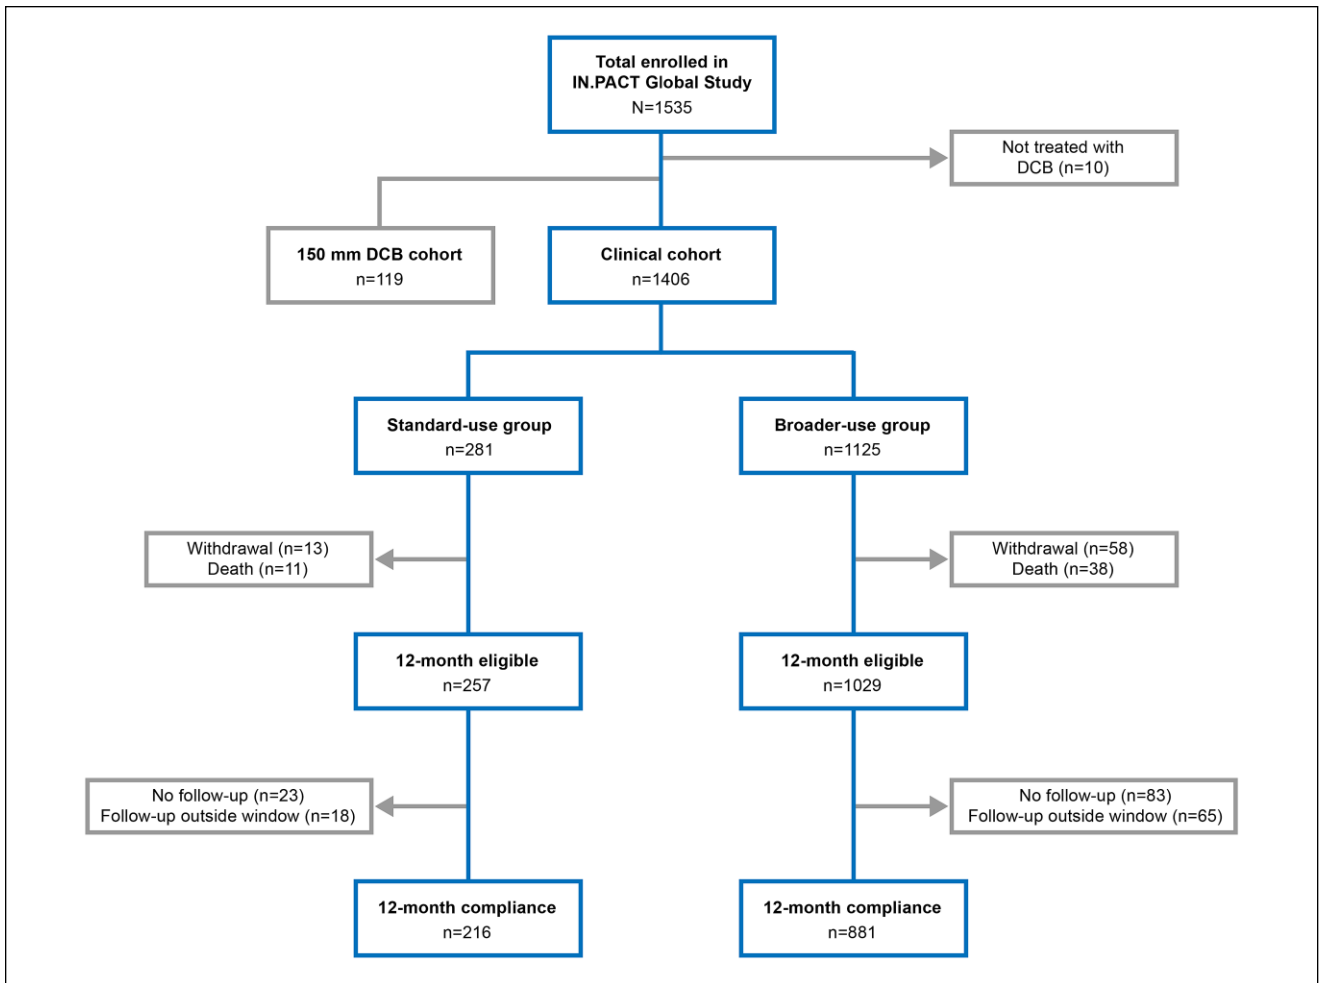 Total enrolled in
IN.PACT Global Study
N=1535
Not treated with
DCB (n=10)
150 mm DCB cohort
n=119
Clinical cohort
n=1406
Standard-use group
n=281
Broader-use group
n=1125
Withdrawal (n=13)
Death (n=11)
Withdrawal (n=58)
Death (n=38)
12-month eligible
n=257
12-month eligible
n=1029
No follow-up (n=23)
Follow-up outside window (n=18)
No follow-up (n=83)
Follow-up outside window (n=65)
12-month compliance
n=216
12-month compliance
n=881